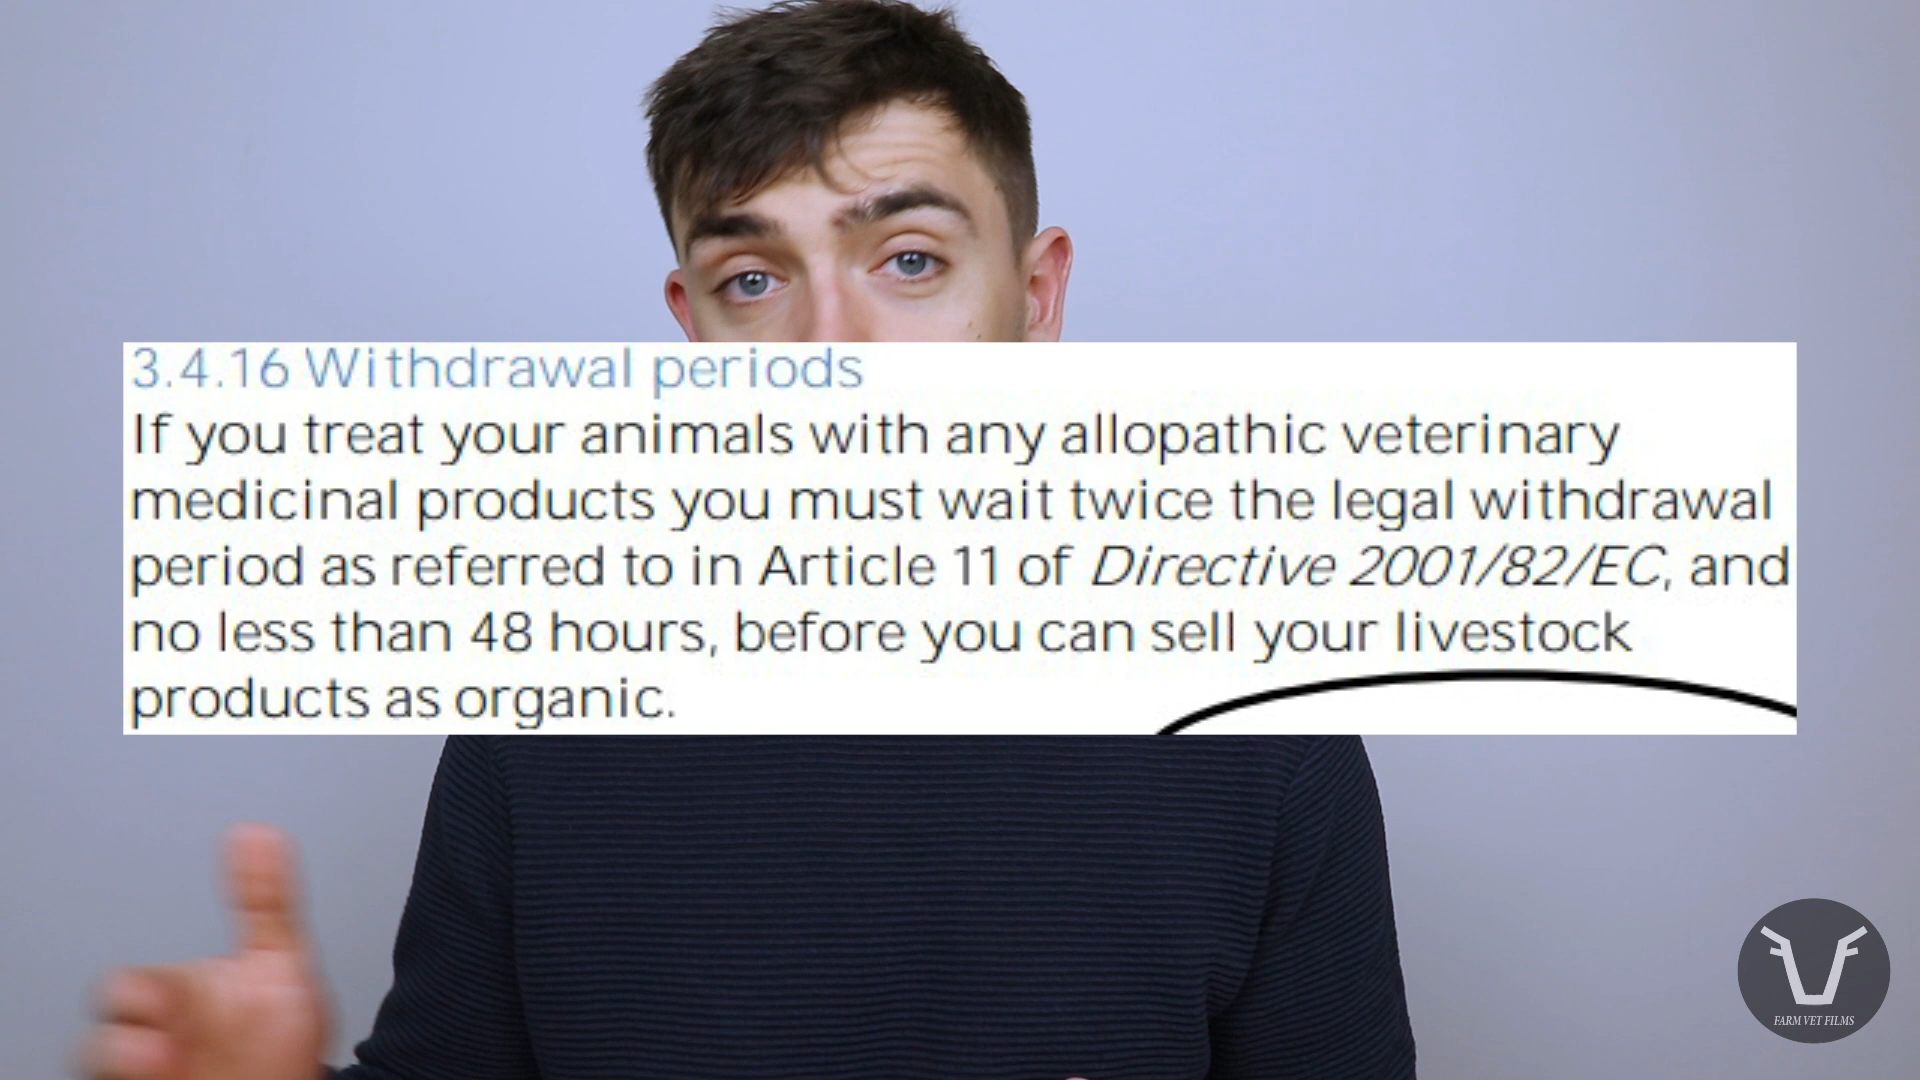 3.4.16 Withdrawal periods
If you treat your animals with any allopathic veterinary
medicinal products you must wait twice the legal withdrawal
period as referred to in Article 11 of Directive 2001/82/EC, and
no less than 48 hours, before you can sell your livestock
products as organic.
FARM VET FILMS